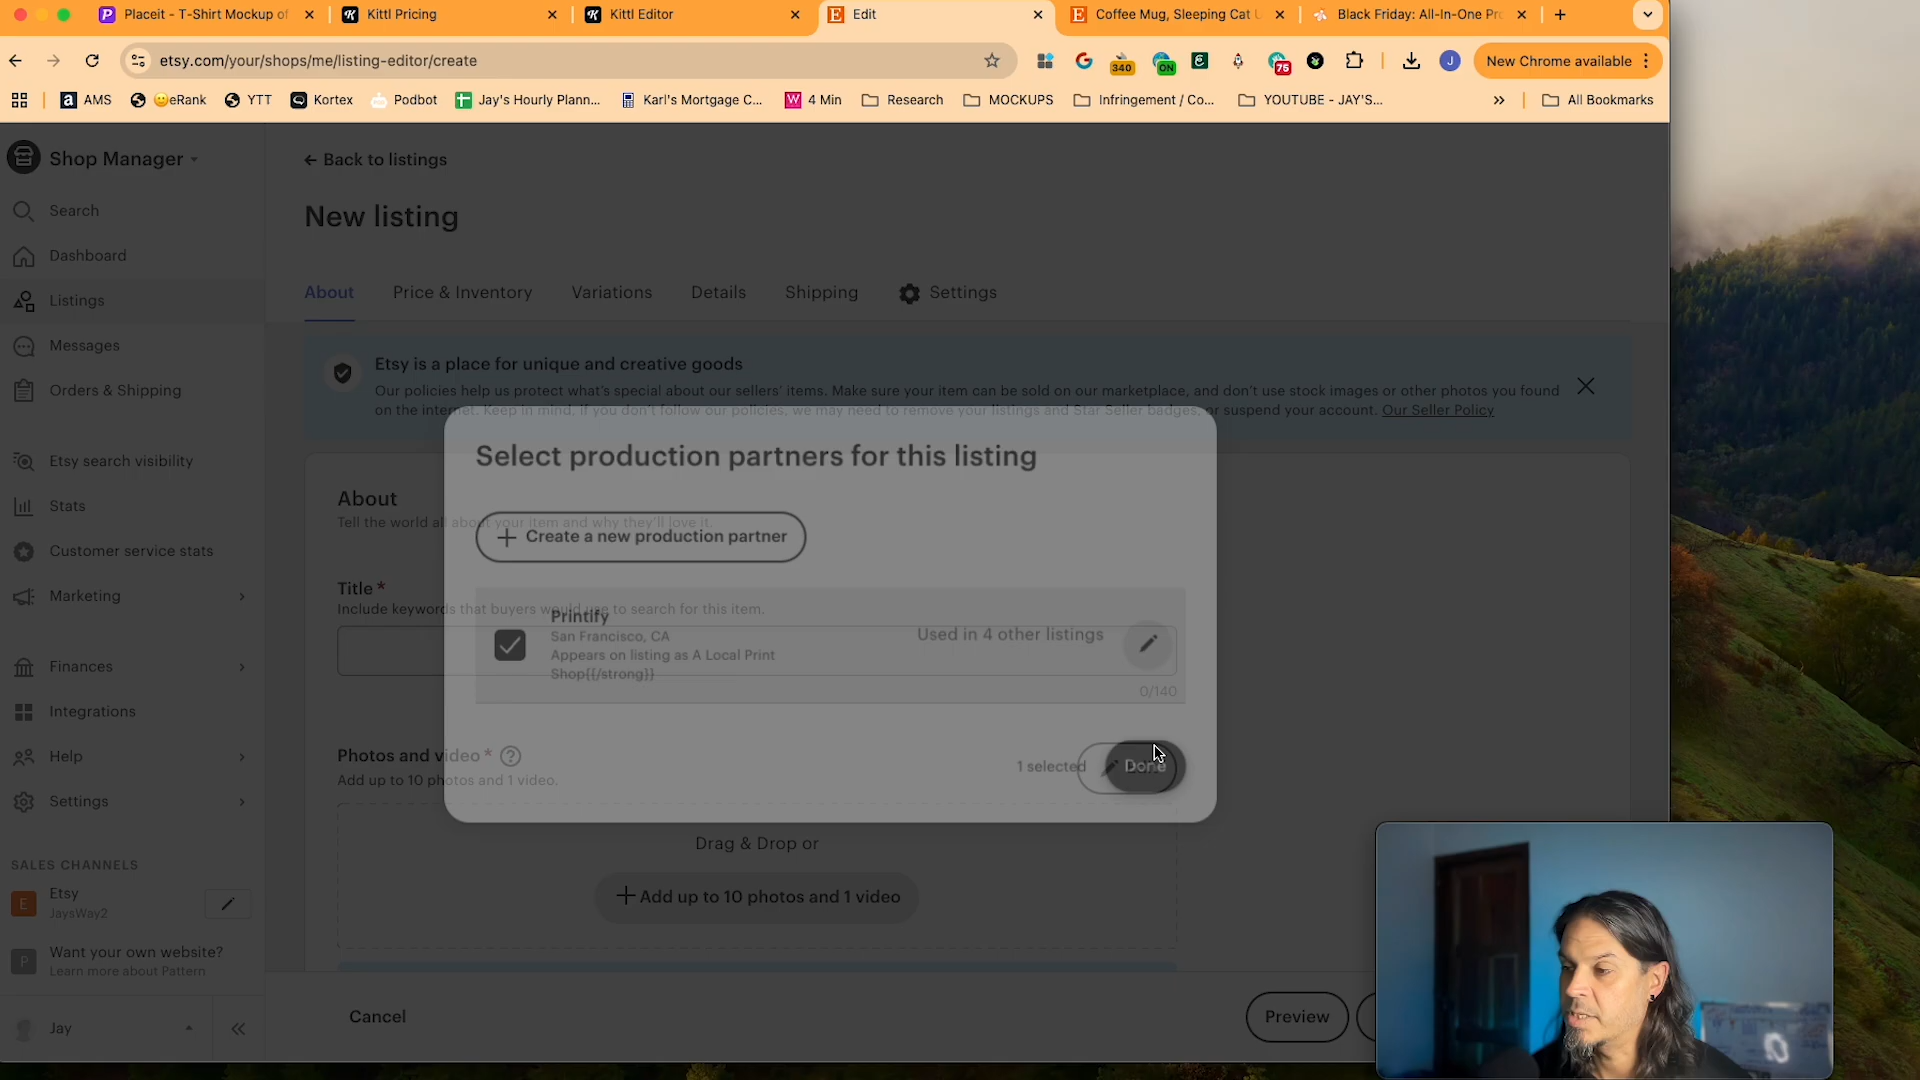 Placeit - T-Shirt Mockup of
Kittl Pricing
Kittl Editor
Edit
Coffee Mug, Sleeping Cat U
Black Friday: All-In-One Pro
etsy.com/your/shops/me/listing-editor/create
340
ON
75
J
New Chrome available
AMS
eRank
YTT
Kortex
Podbot
Jay's Hourly Plann...
Karl's Mortgage C...
4 Min
Research
MOCKUPS
Infringement / Co...
YOUTUBE - JAY'S...
All Bookmarks
Shop Manager
Search
Dashboard
Listings
Messages
Orders & Shipping
Etsy search visibility
Stats
Customer service stats
Marketing
Finances
Integrations
Help
Settings
SALES CHANNELS
Etsy
JaysWay2
Want your own website?
Learn more about Pattern
Jay
Back to listings
New listing
About
Price & Inventory
Variations
Details
Shipping
Settings
Etsy is a place for unique and creative goods
Our policies help us protect what's special about our sellers' items. Make sure your item can be sold on our marketplace, and don't use stock images or other photos you found
on the internet. Keep in mind, if you don't follow our policies, we may need to remove your listings and Star Seller badges, or suspend your account. Our Seller Policy
About
Tell the world all about your item and why they'll love it.
Title *
Include keywords that buyers would use to search for this item.
0/140
Photos and video *
Add up to 10 photos and 1 video.
Drag & Drop or
+ Add up to 10 photos and 1 video
Select production partners for this listing
+ Create a new production partner
Printify
San Francisco, CA
Appears on listing as A Local Print
Shop{{/strong}}
Used in 4 other listings
1 selected
Done
Cancel
Preview